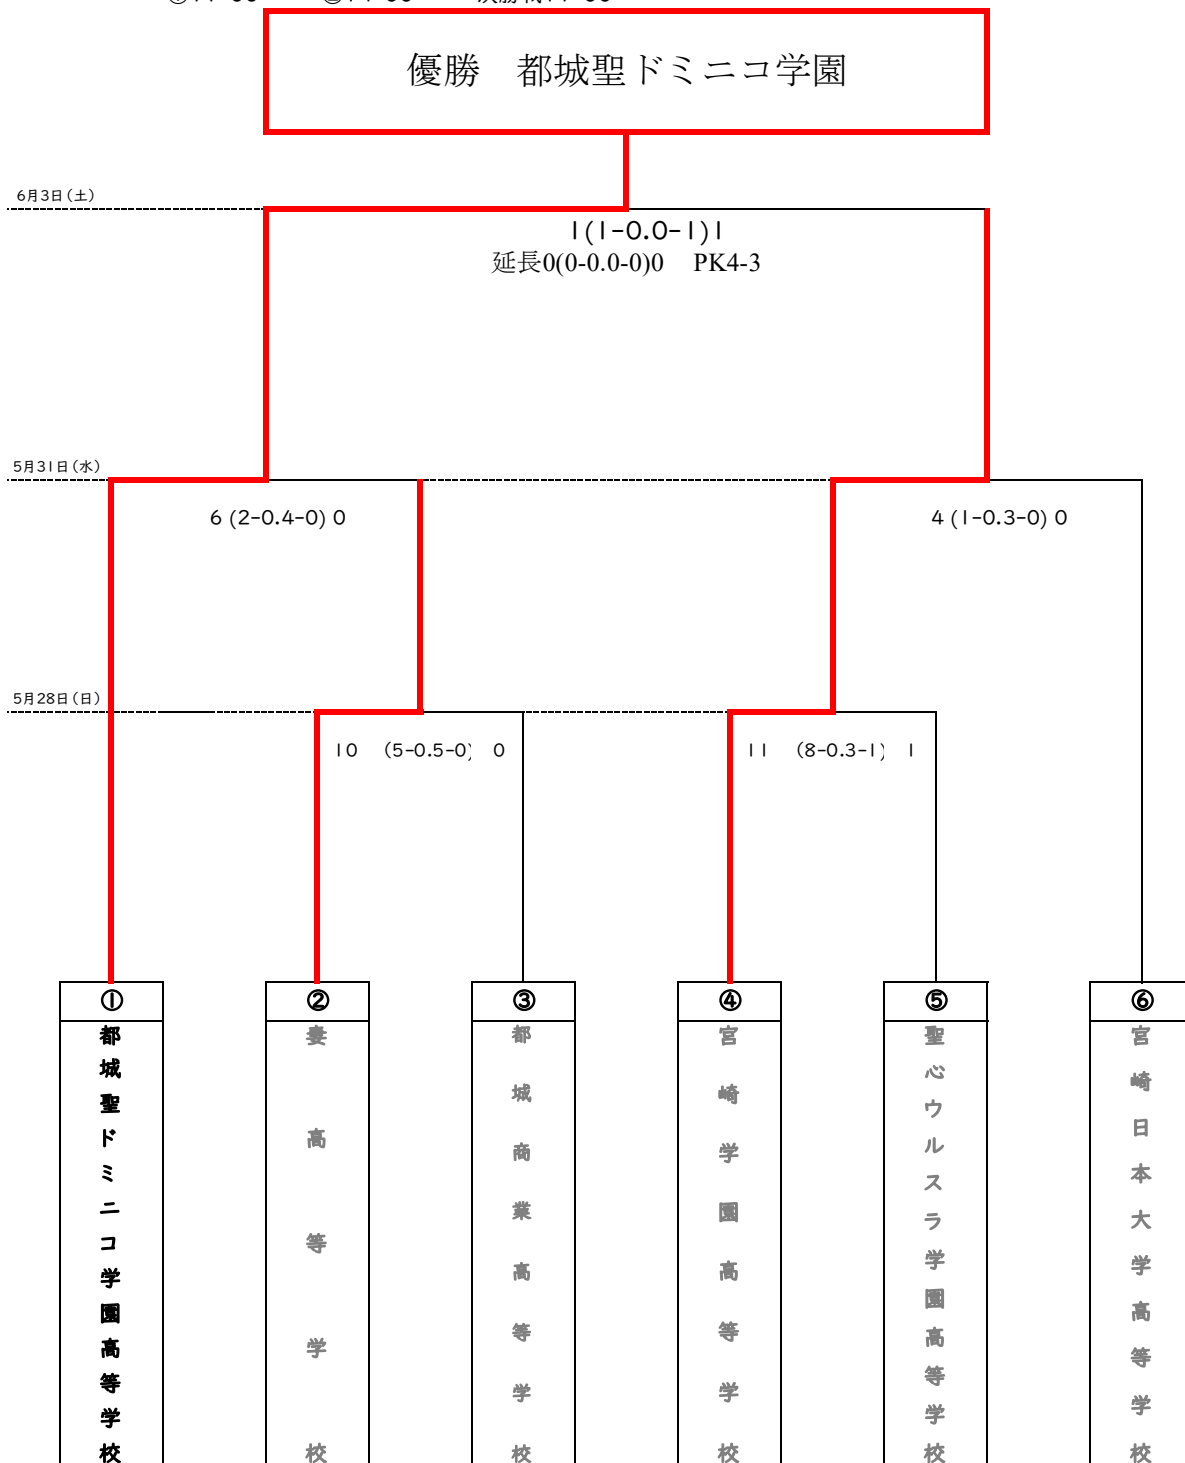 優勝　都城聖ドミニコ学園
6月3日(土)
1(1-0.0-1)1
延長0(0-0.0-0)0　PK4-3
5月31日(水)
6 (2-0.4-0) 0
4 (1-0.3-0) 0
5月28日(日)
10　(5-0.5-0)　0
11　(8-0.3-1)　1
①
②
③
④
⑤
⑥
都城聖ドミニコ学園高等学校
妻高等学校
都城商業高等学校
宮崎学園高等学校
聖心ウルスラ学園高等学校
宮崎日本大学高等学校